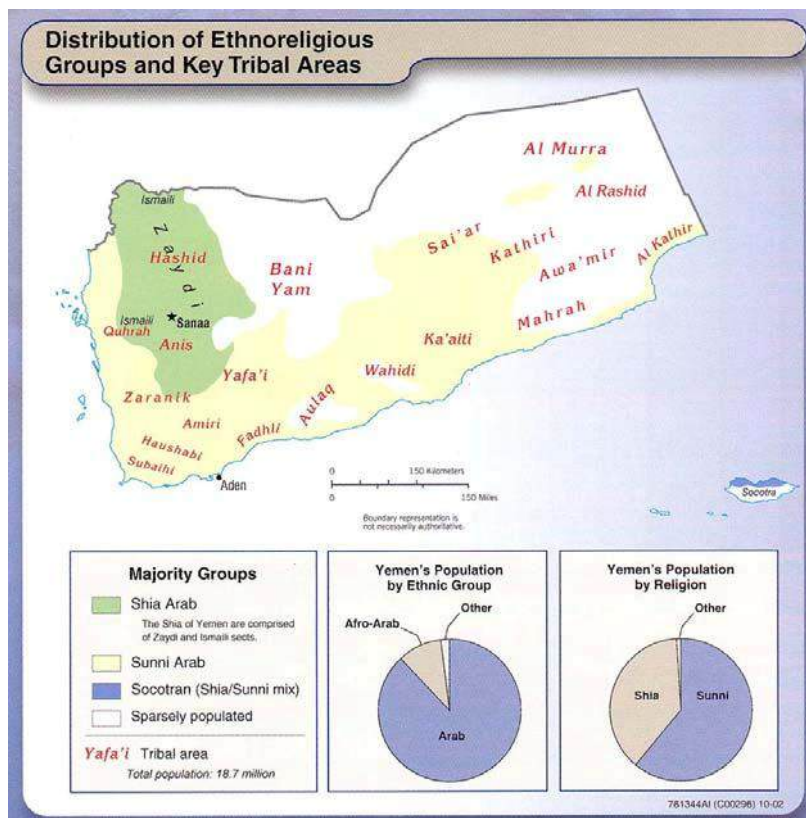 Distribution of Ethnoreligious
Groups and Key Tribal Areas
Al Murra
Ismaili
Al Rashid
Zaydi
Sai'ar
Kathiri
Al Kathir
Hashid
Bani
Yam
Awa'mir
Ismaili
Sanaa
Mahrah
Quhrah
Anis
Ka'aiti
Yafa'i
Wahidi
Zaranik
Aulaq
Amiri
Fadhli
Haushabi
Subaihi
Aden
0 150 Kilometers
0 150 Miles
Socotra
Boundary representation is
not necessarily authoritative.
Majority Groups
Shia Arab
The Shia of Yemen are comprised
of Zaydi and Ismaili sects.
Sunni Arab
Socotran (Shia/Sunni mix)
Sparsely populated
Yafa'i Tribal area
Total population: 18.7 million
Yemen's Population
by Ethnic Group
Other
Afro-Arab
Arab
Yemen's Population
by Religion
Other
Shia
Sunni
761344AI (C00296) 10-02